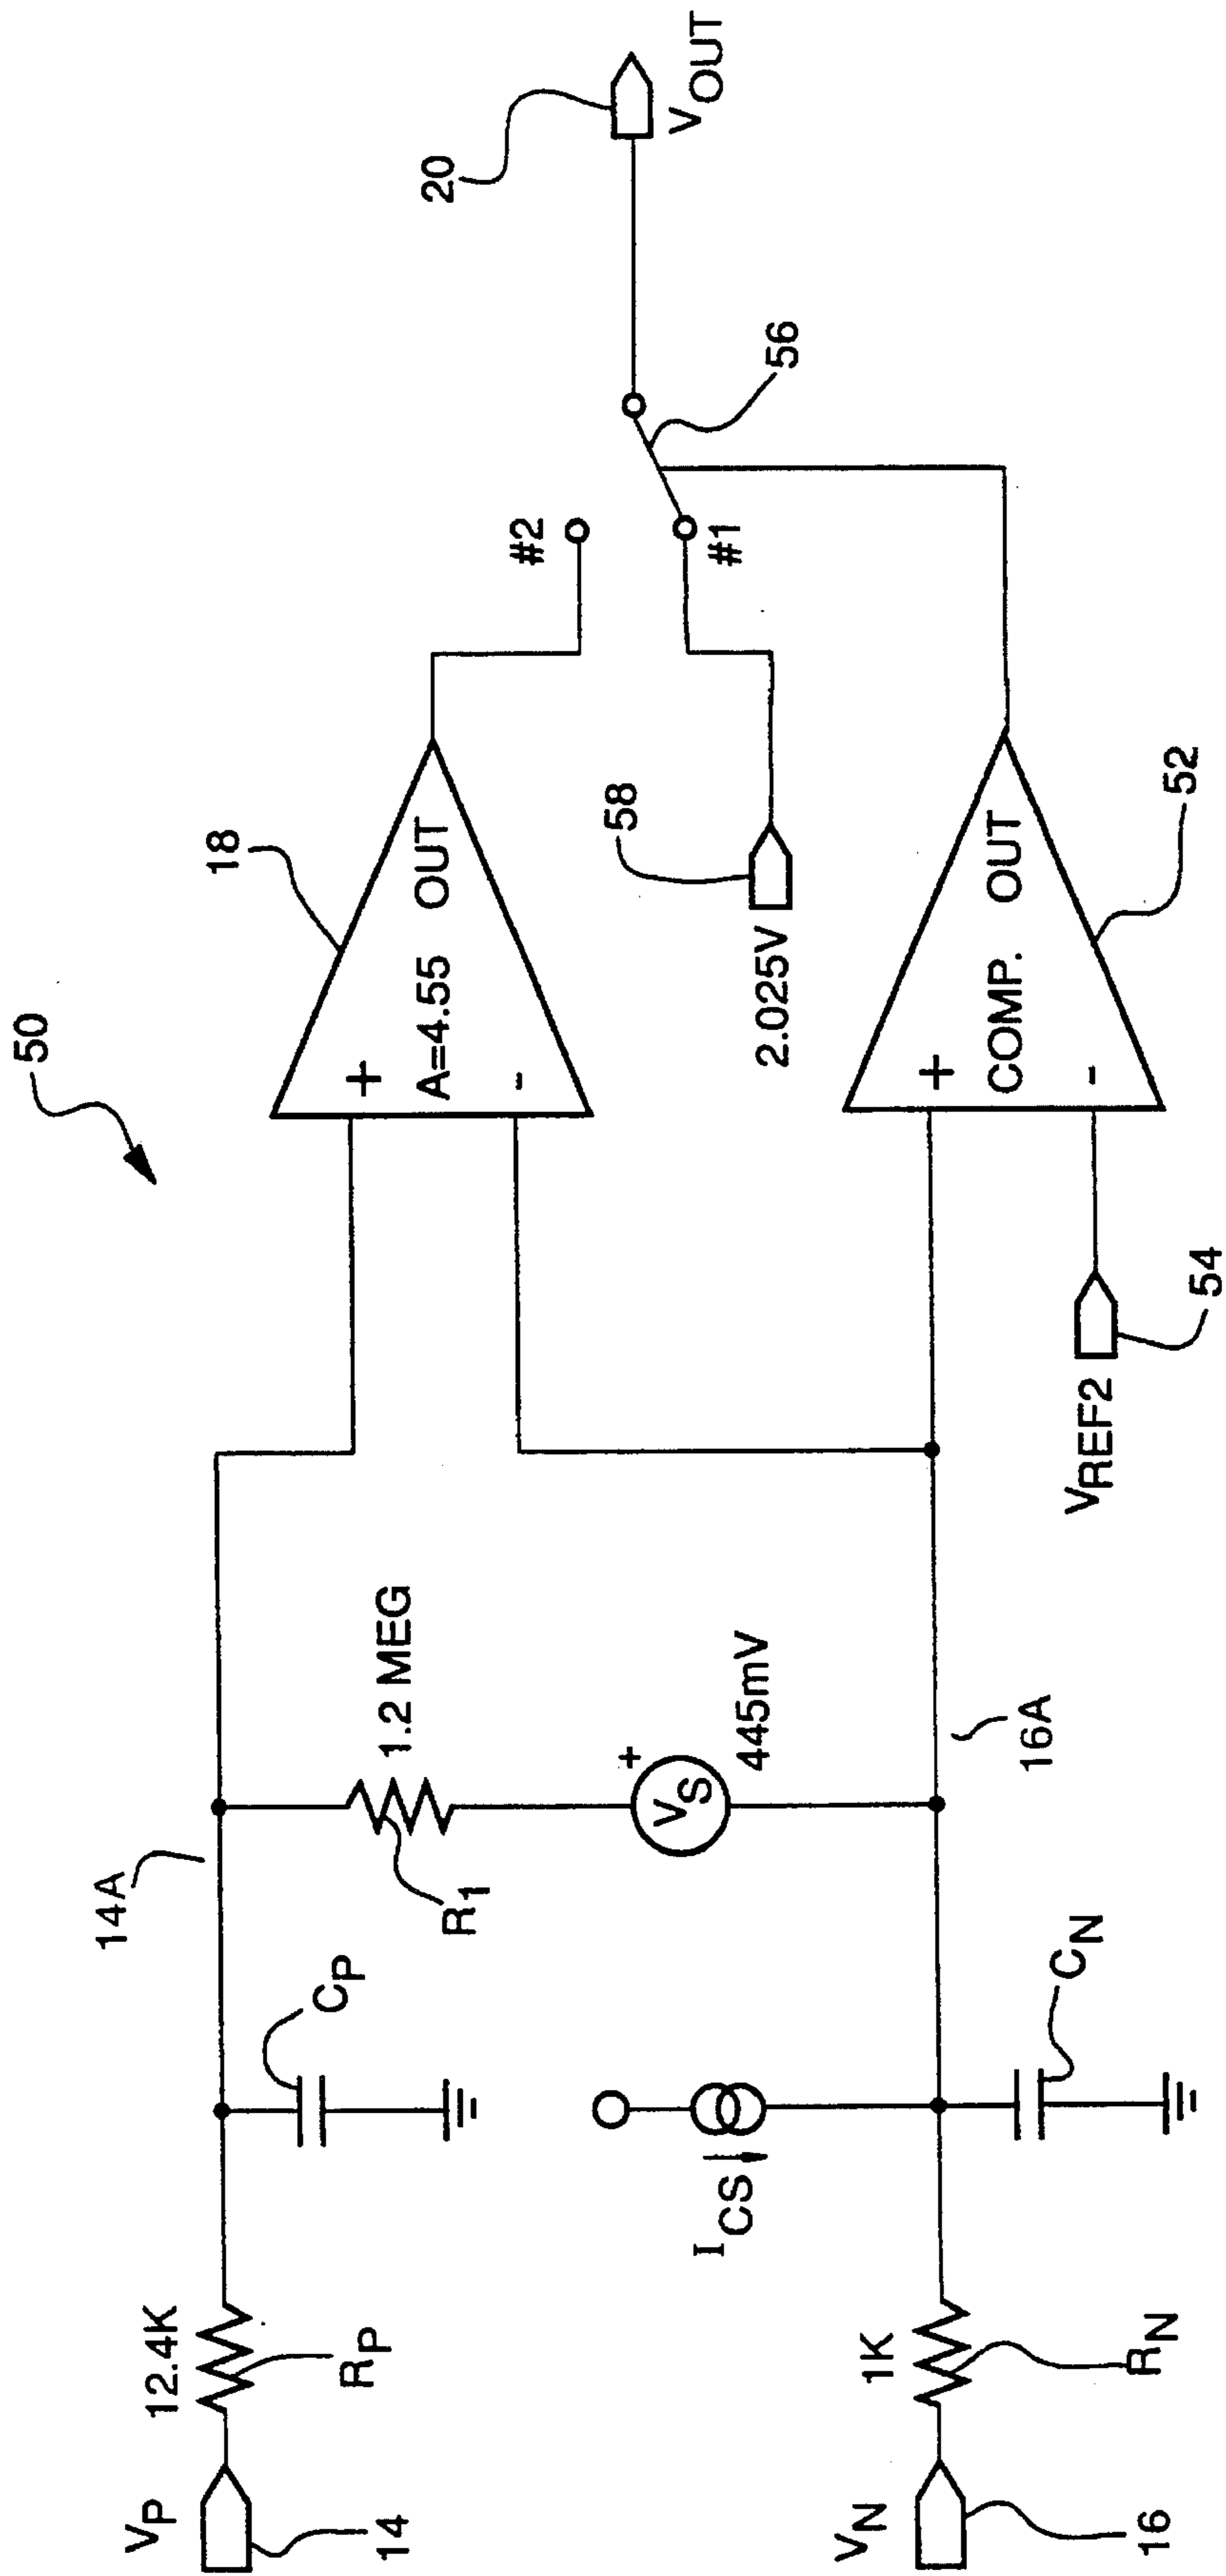 50
V_P
14
12.4K
R_P
C_P
14A
1.2 MEG
R_1
V_S
+
445mV
I_CS
V_N
16
1K
R_N
C_N
16A
18
+
A=4.55 OUT
-
2.025V
58
V_REF2
54
+
COMP. OUT
-
52
#2
#1
56
20
V_OUT